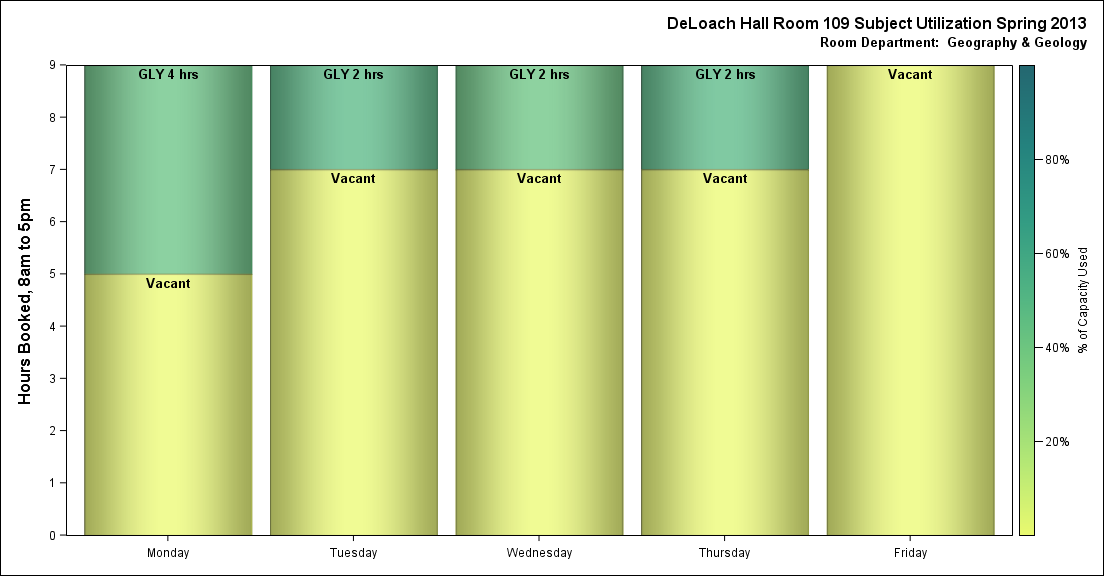 DeLoach Hall Room 109 Subject Utilization Spring 2013
Room Department: Geography & Geology
Hours Booked, 8am to 5pm
9
8
7
6
5
4
3
2
1
0
GLY 4 hrs
Vacant
GLY 2 hrs
Vacant
GLY 2 hrs
Vacant
GLY 2 hrs
Vacant
Vacant
Monday
Tuesday
Wednesday
Thursday
Friday
80%
60%
40%
20%
% of Capacity Used